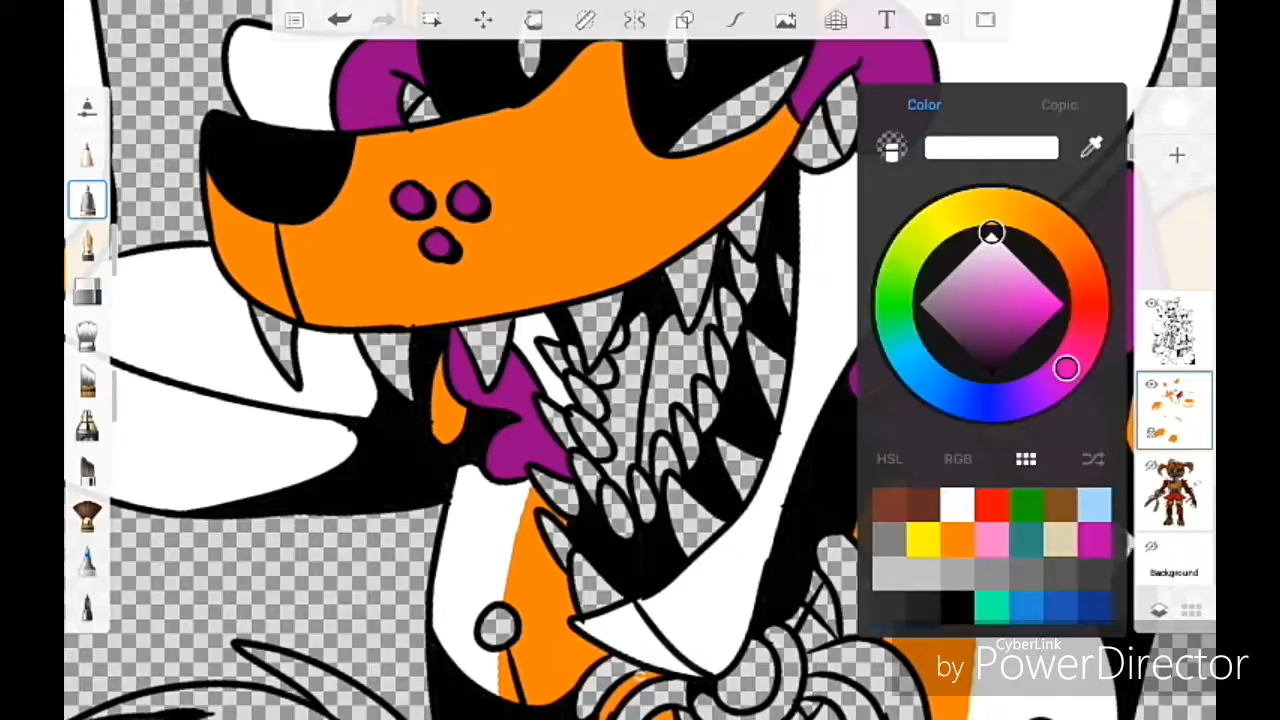 T
Color
Copic
HSL
RGB
Background
CyberLink
by PowerDirector